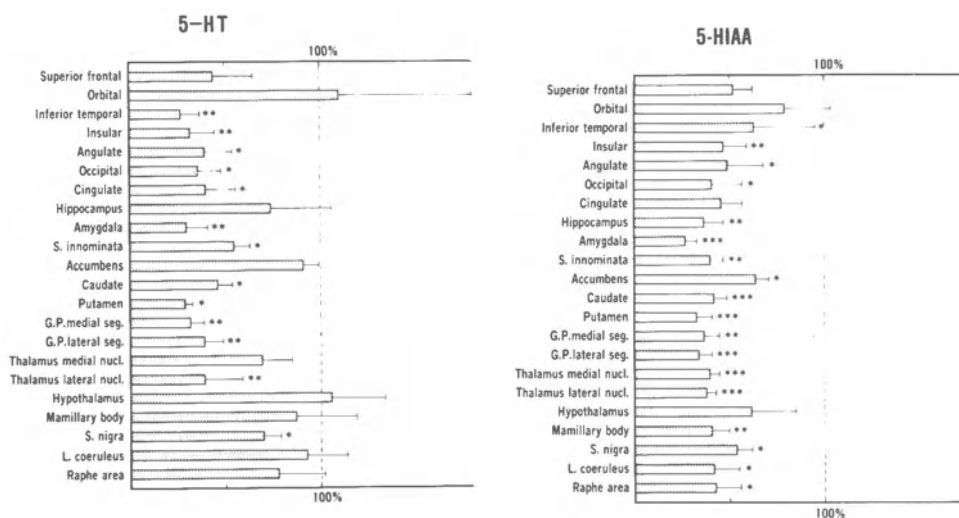 5-HT
100%
Superior frontal
Orbital
Inferior temporal **
Insular **
Angulate *
Occipital *
Cingulate *
Hippocampus
Amygdala **
S. innominata *
Accumbens
Caudate *
Putamen *
G.P.medial seg. **
G.P.lateral seg. **
Thalamus medial nucl.
Thalamus lateral nucl. **
Hypothalamus
Mamillary body
S. nigra *
L. coeruleus
Raphe area
100%
5-HIAA
100%
Superior frontal
Orbital
Inferior temporal *
Insular **
Angulate *
Occipital *
Cingulate
Hippocampus **
Amygdala ***
S. innominata **
Accumbens *
Caudate ***
Putamen ***
G.P.medial seg. **
G.P.lateral seg. ***
Thalamus medial nucl. ***
Thalamus lateral nucl. ***
Hypothalamus
Mamillary body **
S. nigra *
L. coeruleus *
Raphe area *
100%